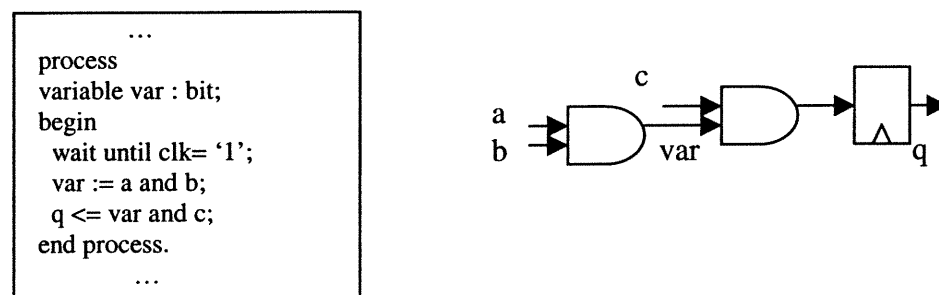 …
process
variable var : bit;
begin
wait until clk= ‘1’;
var := a and b;
q <= var and c;
end process.
…
c
a
b
var
q